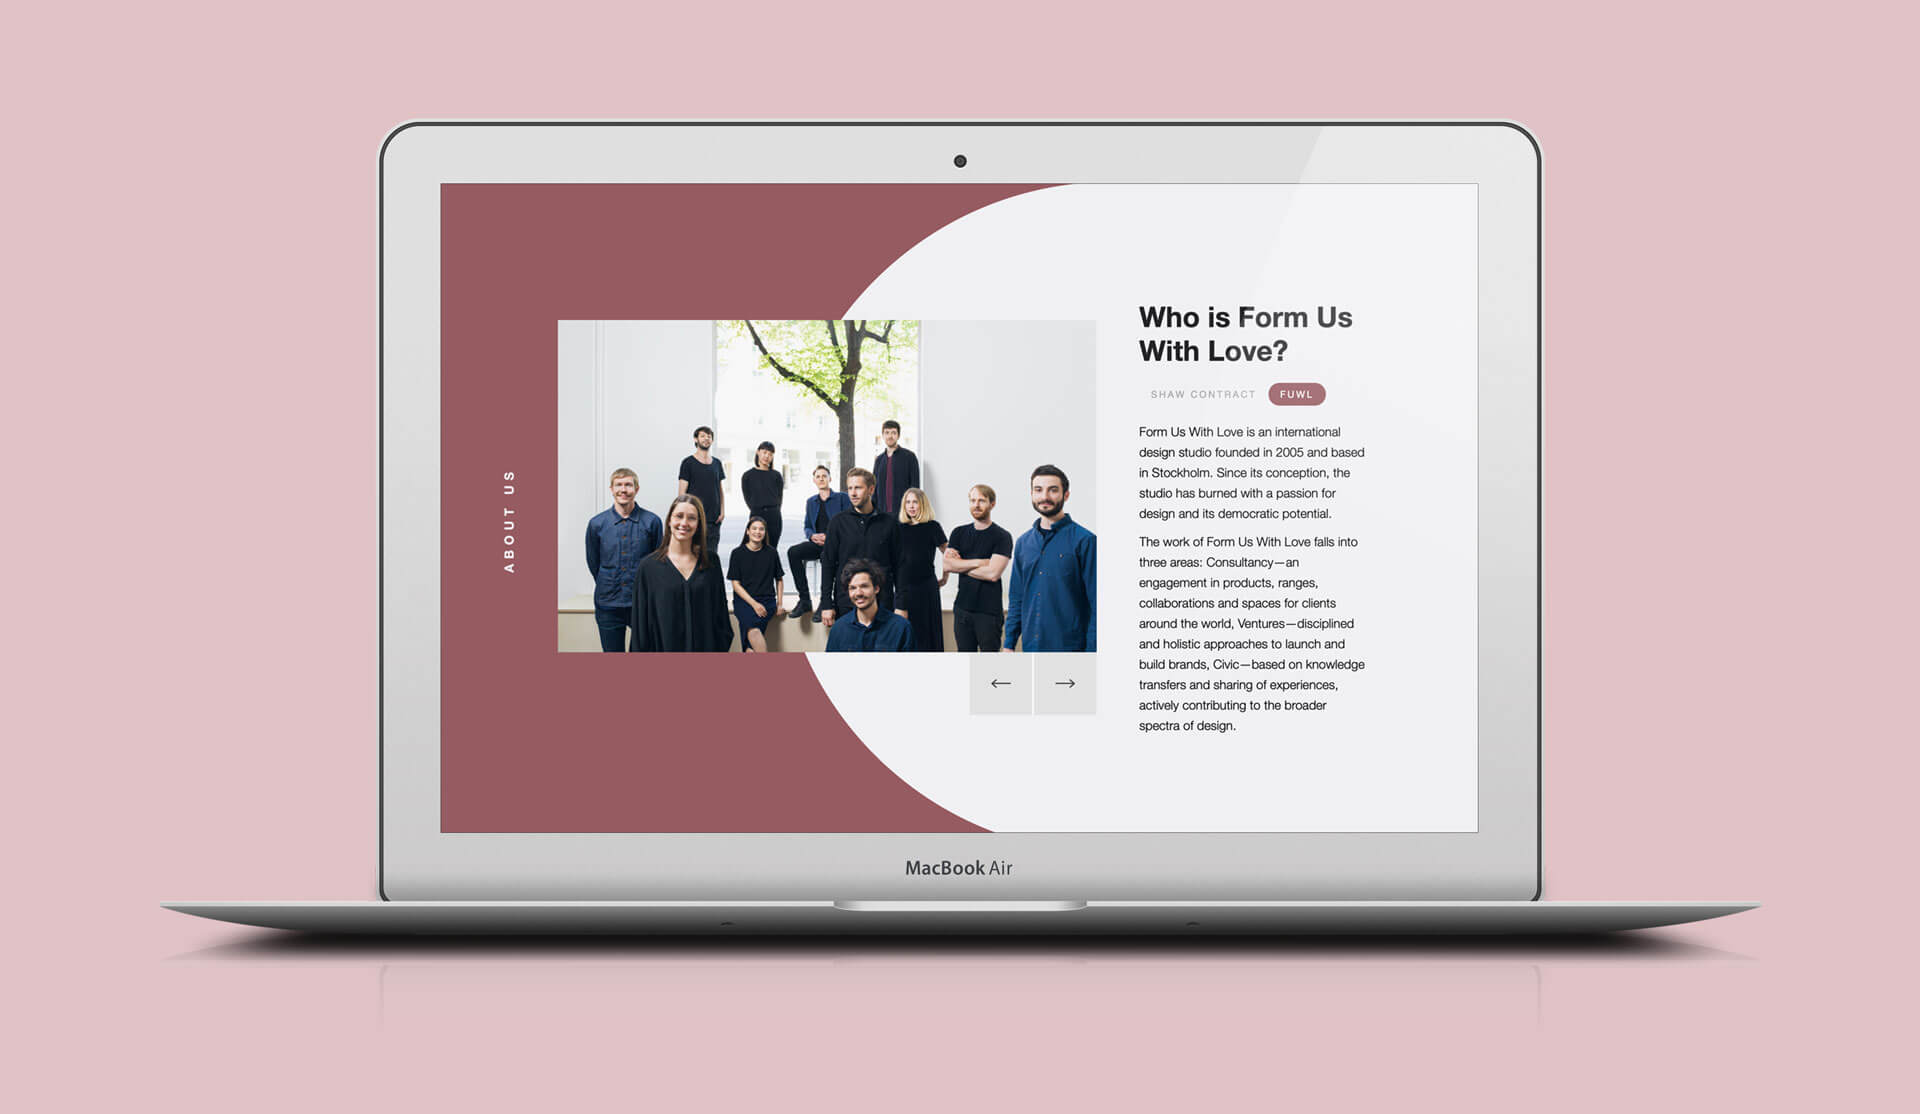 ABOUT US
Who is Form Us
With Love?
SHAW CONTRACT FUWL
Form Us With Love is an international
design studio founded in 2005 and based
in Stockholm. Since its conception, the
studio has burned with a passion for
design and its democratic potential.
The work of Form Us With Love falls into
three areas: Consultancy—an
engagement in products, ranges,
collaborations and spaces for clients
around the world, Ventures—disciplined
and holistic approaches to launch and
build brands, Civic—based on knowledge
transfers and sharing of experiences,
actively contributing to the broader
spectra of design.
MacBook Air